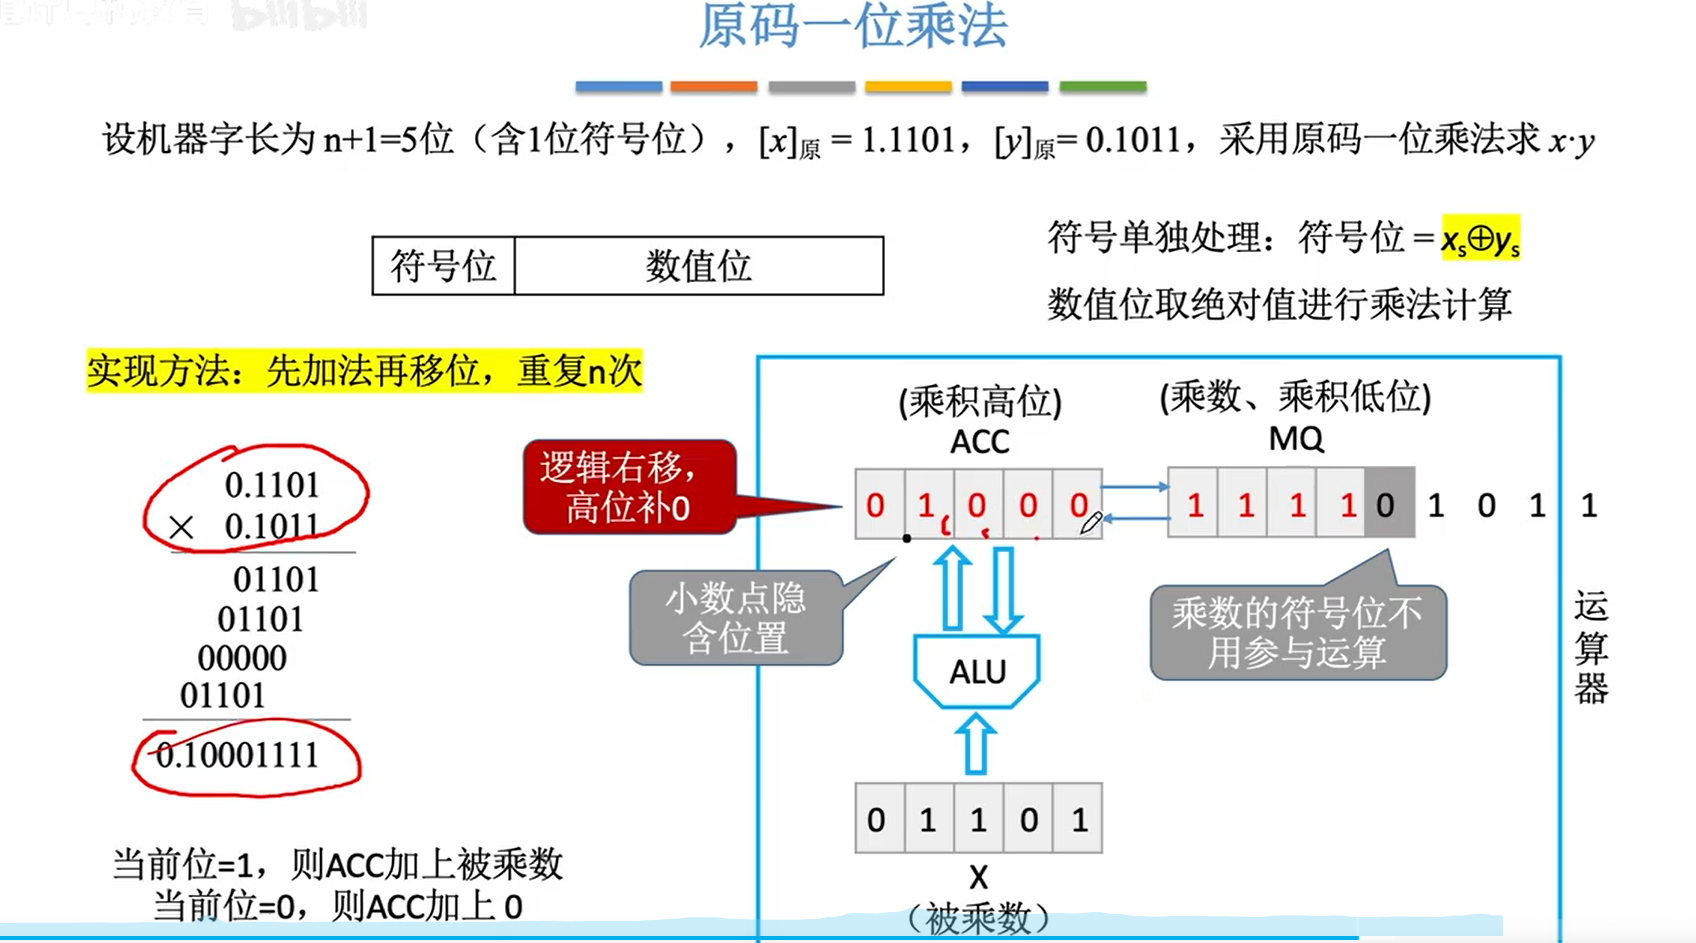 bilibili
原码一位乘法
设机器字长为 n+1=5位（含1位符号位），[x]原 = 1.1101，[y]原= 0.1011，采用原码一位乘法求 x·y
符号位 数值位
符号单独处理：符号位 = xs⊕ys
数值位取绝对值进行乘法计算
实现方法：先加法再移位，重复n次
0.1101
× 0.1011
01101
01101
00000
01101
0.10001111
当前位=1，则ACC加上被乘数
当前位=0，则ACC加上 0
(乘积高位)
ACC
(乘数、乘积低位)
MQ
逻辑右移，
高位补0
0 1 0 0 0
1 1 1 1 0 1 0 1 1
小数点隐
含位置
乘数的符号位不
用参与运算
ALU
运
算
器
0 1 1 0 1
X
（被乘数）